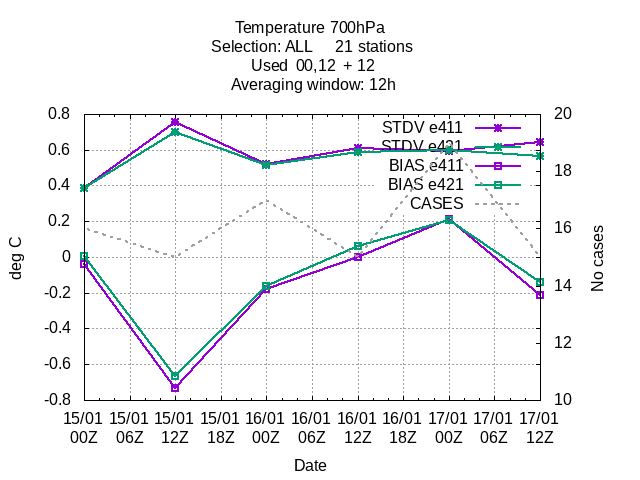 Temperature 700hPa
Selection: ALL     21 stations
Used  00,12  + 12
Averaging window: 12h
STDV e411
STDV e421
BIAS e411
BIAS e421
CASES
0.8
0.6
0.4
0.2
0
-0.2
-0.4
-0.6
-0.8
deg C
20
18
16
14
12
10
No cases
15/01 15/01 15/01 15/01 16/01 16/01 16/01 16/01 17/01 17/01 17/01
00Z 06Z 12Z 18Z 00Z 06Z 12Z 18Z 00Z 06Z 12Z
Date